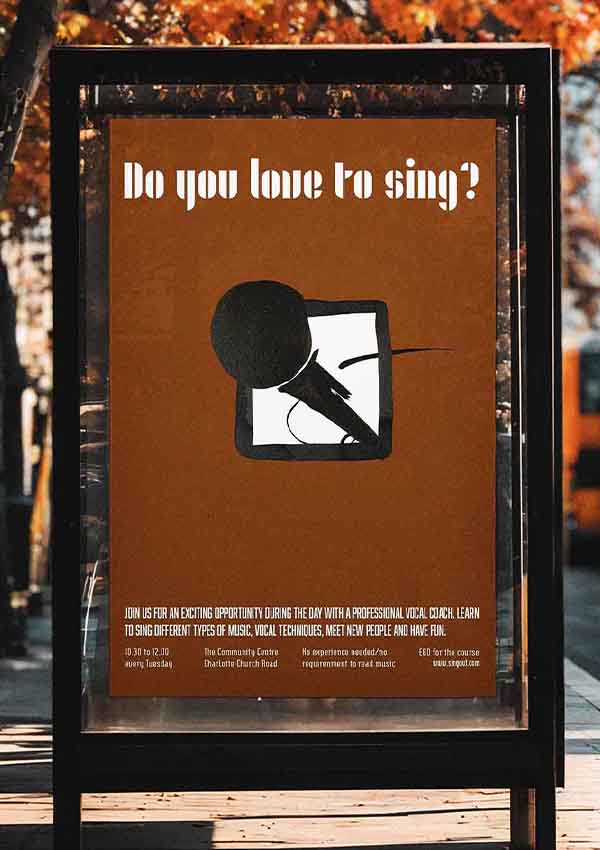 Do you love to sing?
JOIN US FOR AN EXCITING OPPORTUNITY DURING THE DAY WITH A PROFESSIONAL VOCAL COACH. LEARN
TO SING DIFFERENT TYPES OF MUSIC, VOCAL TECHNIQUES, MEET NEW PEOPLE AND HAVE FUN.
10.30 to 12.00
every Tuesday
The Community Centre
Charlotte Church Road
No experience needed/no
requirement to read music
£60 for the course
www.singout.com